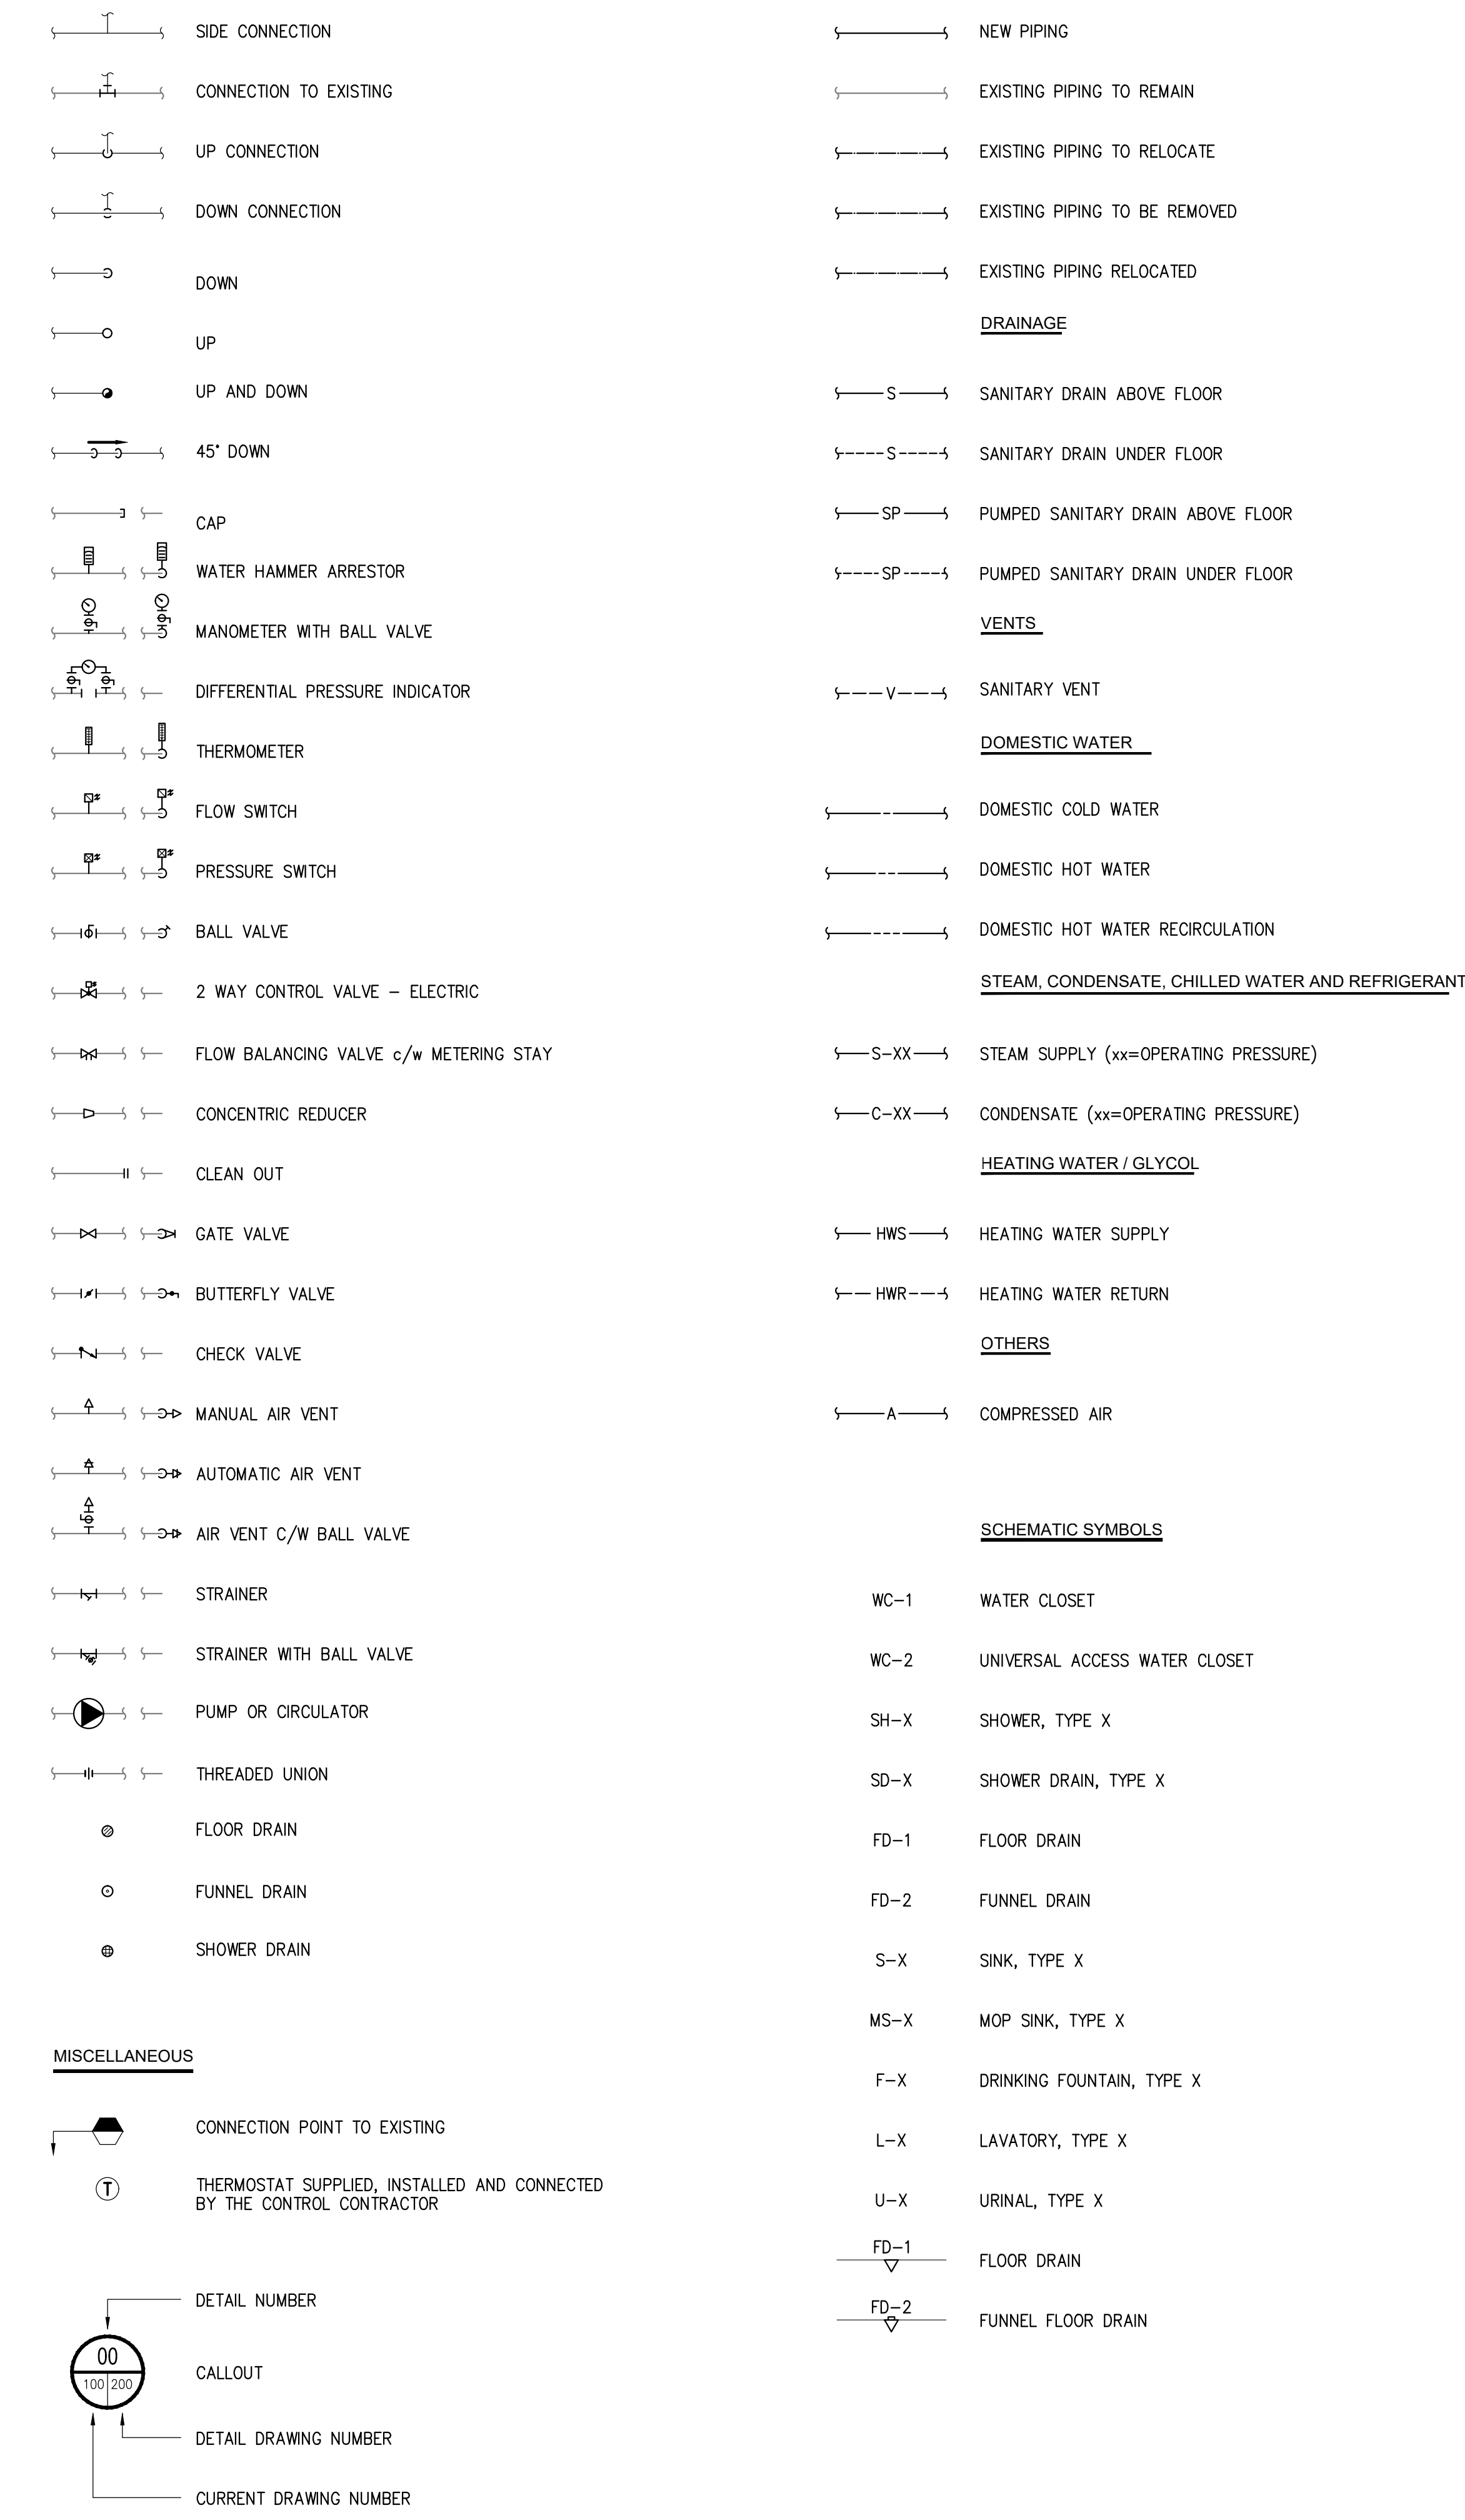 SIDE CONNECTION
CONNECTION TO EXISTING
UP CONNECTION
DOWN CONNECTION
DOWN
UP
UP AND DOWN
45° DOWN
CAP
WATER HAMMER ARRESTOR
MANOMETER WITH BALL VALVE
DIFFERENTIAL PRESSURE INDICATOR
THERMOMETER
FLOW SWITCH
PRESSURE SWITCH
BALL VALVE
2 WAY CONTROL VALVE – ELECTRIC
FLOW BALANCING VALVE c/w METERING STAY
CONCENTRIC REDUCER
CLEAN OUT
GATE VALVE
BUTTERFLY VALVE
CHECK VALVE
MANUAL AIR VENT
AUTOMATIC AIR VENT
AIR VENT C/W BALL VALVE
STRAINER
STRAINER WITH BALL VALVE
PUMP OR CIRCULATOR
THREADED UNION
FLOOR DRAIN
FUNNEL DRAIN
SHOWER DRAIN
MISCELLANEOUS
CONNECTION POINT TO EXISTING
T THERMOSTAT SUPPLIED, INSTALLED AND CONNECTED
BY THE CONTROL CONTRACTOR
DETAIL NUMBER
00
CALLOUT
100 200
DETAIL DRAWING NUMBER
CURRENT DRAWING NUMBER
NEW PIPING
EXISTING PIPING TO REMAIN
EXISTING PIPING TO RELOCATE
EXISTING PIPING TO BE REMOVED
EXISTING PIPING RELOCATED
DRAINAGE
S SANITARY DRAIN ABOVE FLOOR
S SANITARY DRAIN UNDER FLOOR
SP PUMPED SANITARY DRAIN ABOVE FLOOR
SP PUMPED SANITARY DRAIN UNDER FLOOR
VENTS
V SANITARY VENT
DOMESTIC WATER
DOMESTIC COLD WATER
DOMESTIC HOT WATER
DOMESTIC HOT WATER RECIRCULATION
STEAM, CONDENSATE, CHILLED WATER AND REFRIGERANT
S–XX STEAM SUPPLY (xx=OPERATING PRESSURE)
C–XX CONDENSATE (xx=OPERATING PRESSURE)
HEATING WATER / GLYCOL
HWS HEATING WATER SUPPLY
HWR HEATING WATER RETURN
OTHERS
A COMPRESSED AIR
SCHEMATIC SYMBOLS
WC–1 WATER CLOSET
WC–2 UNIVERSAL ACCESS WATER CLOSET
SH–X SHOWER, TYPE X
SD–X SHOWER DRAIN, TYPE X
FD–1 FLOOR DRAIN
FD–2 FUNNEL DRAIN
S–X SINK, TYPE X
MS–X MOP SINK, TYPE X
F–X DRINKING FOUNTAIN, TYPE X
L–X LAVATORY, TYPE X
U–X URINAL, TYPE X
FD–1 FLOOR DRAIN
FD–2 FUNNEL FLOOR DRAIN